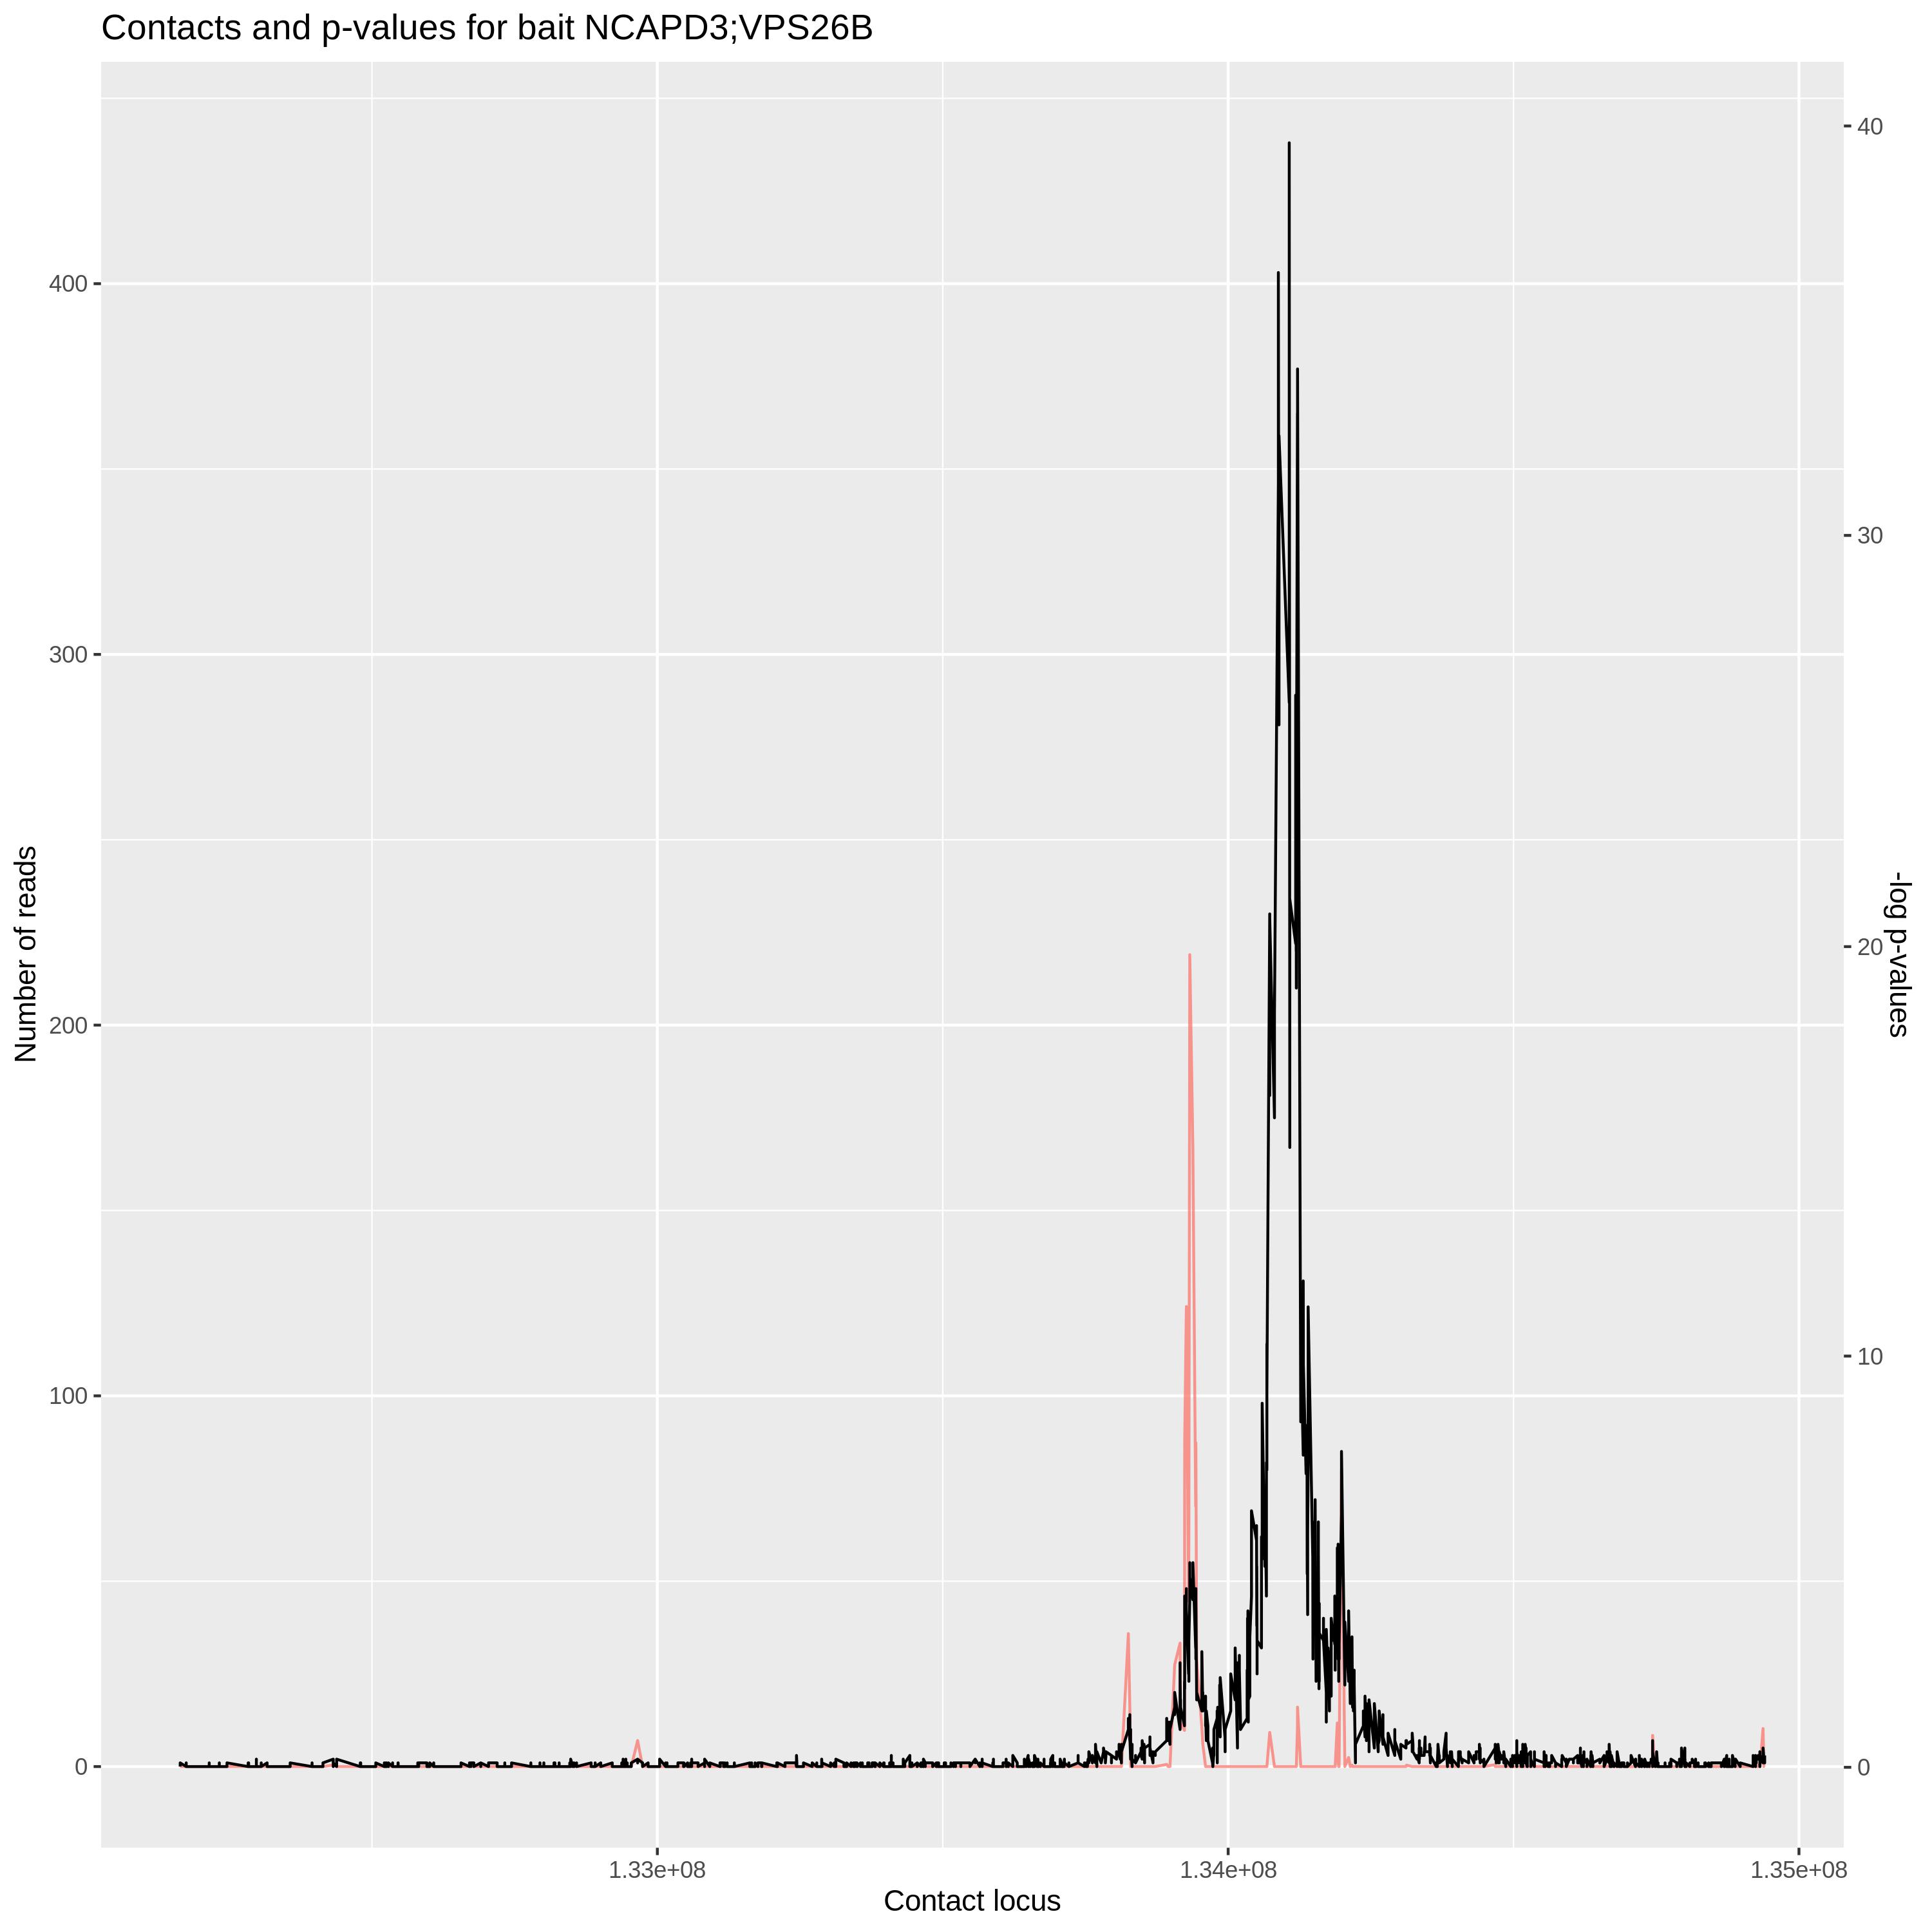 Contacts and p-values for bait NCAPD3;VPS26B
Number of reads
400
300
200
100
0
40
30
20
10
0
-log p-values
1.33e+08
1.34e+08
1.35e+08
Contact locus